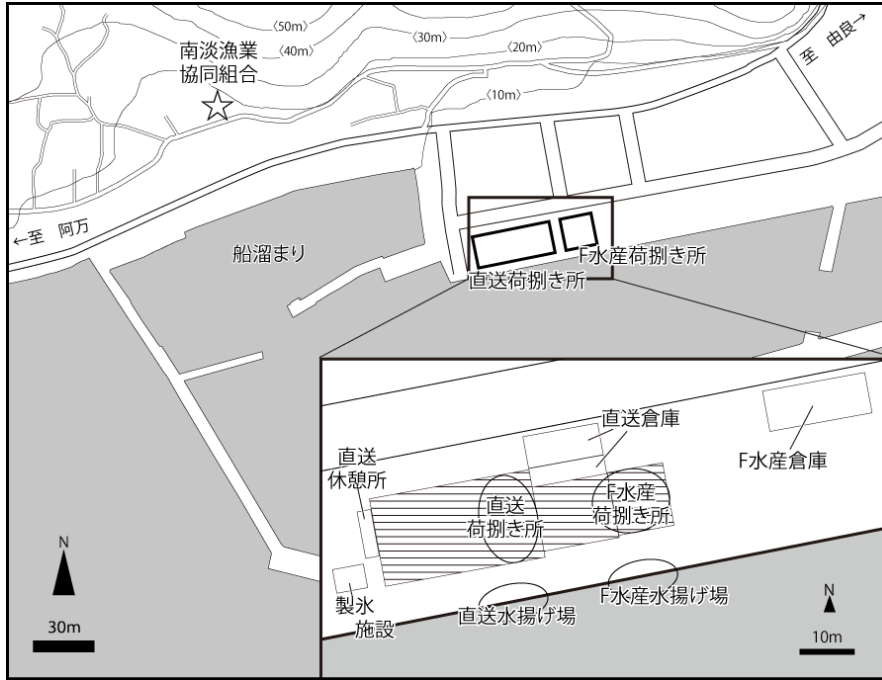 〈50m〉
南淡漁業
協同組合
〈40m〉
〈30m〉
〈20m〉
〈10m〉
至 由良→
←至 阿万
船溜まり
F水産荷捌き所
直送荷捌き所
直送倉庫
F水産倉庫
直送
休憩所
直送
荷捌き所
F水産
荷捌き所
製氷
施設
直送水揚げ場
F水産水揚げ場
N
30m
N
10m